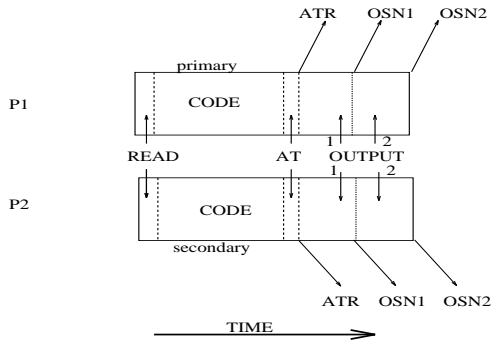 ATR OSN1 OSN2
primary
P1 CODE
1 2
READ AT OUTPUT
1 2
P2 CODE
secondary
ATR OSN1 OSN2
TIME